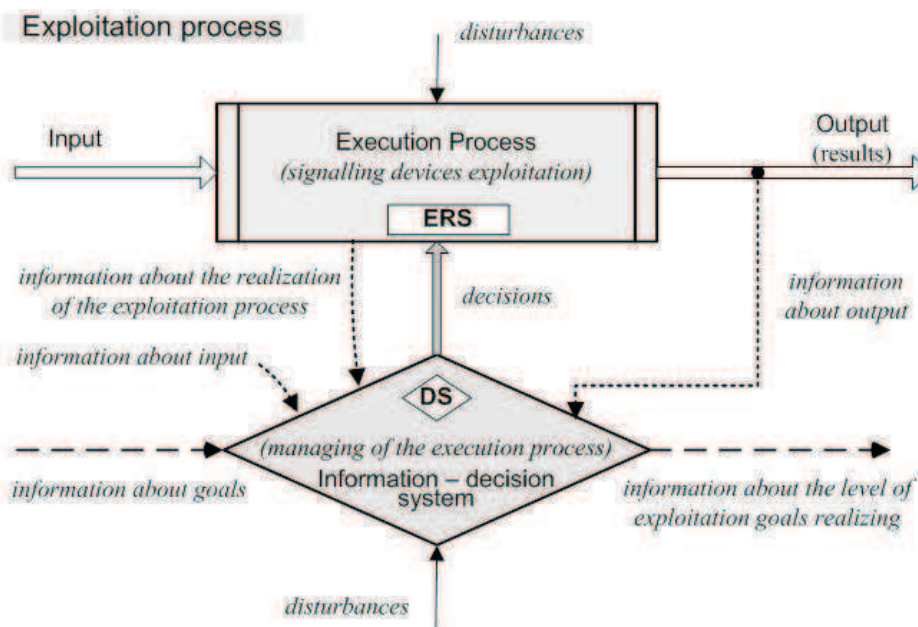 Exploitation process
disturbances
Input
Execution Process
(signalling devices exploitation)
ERS
Output
(results)
information about the realization
of the exploitation process
decisions
information
about output
information about input
DS
(managing of the execution process)
Information – decision
system
information about goals
information about the level of
exploitation goals realizing
disturbances